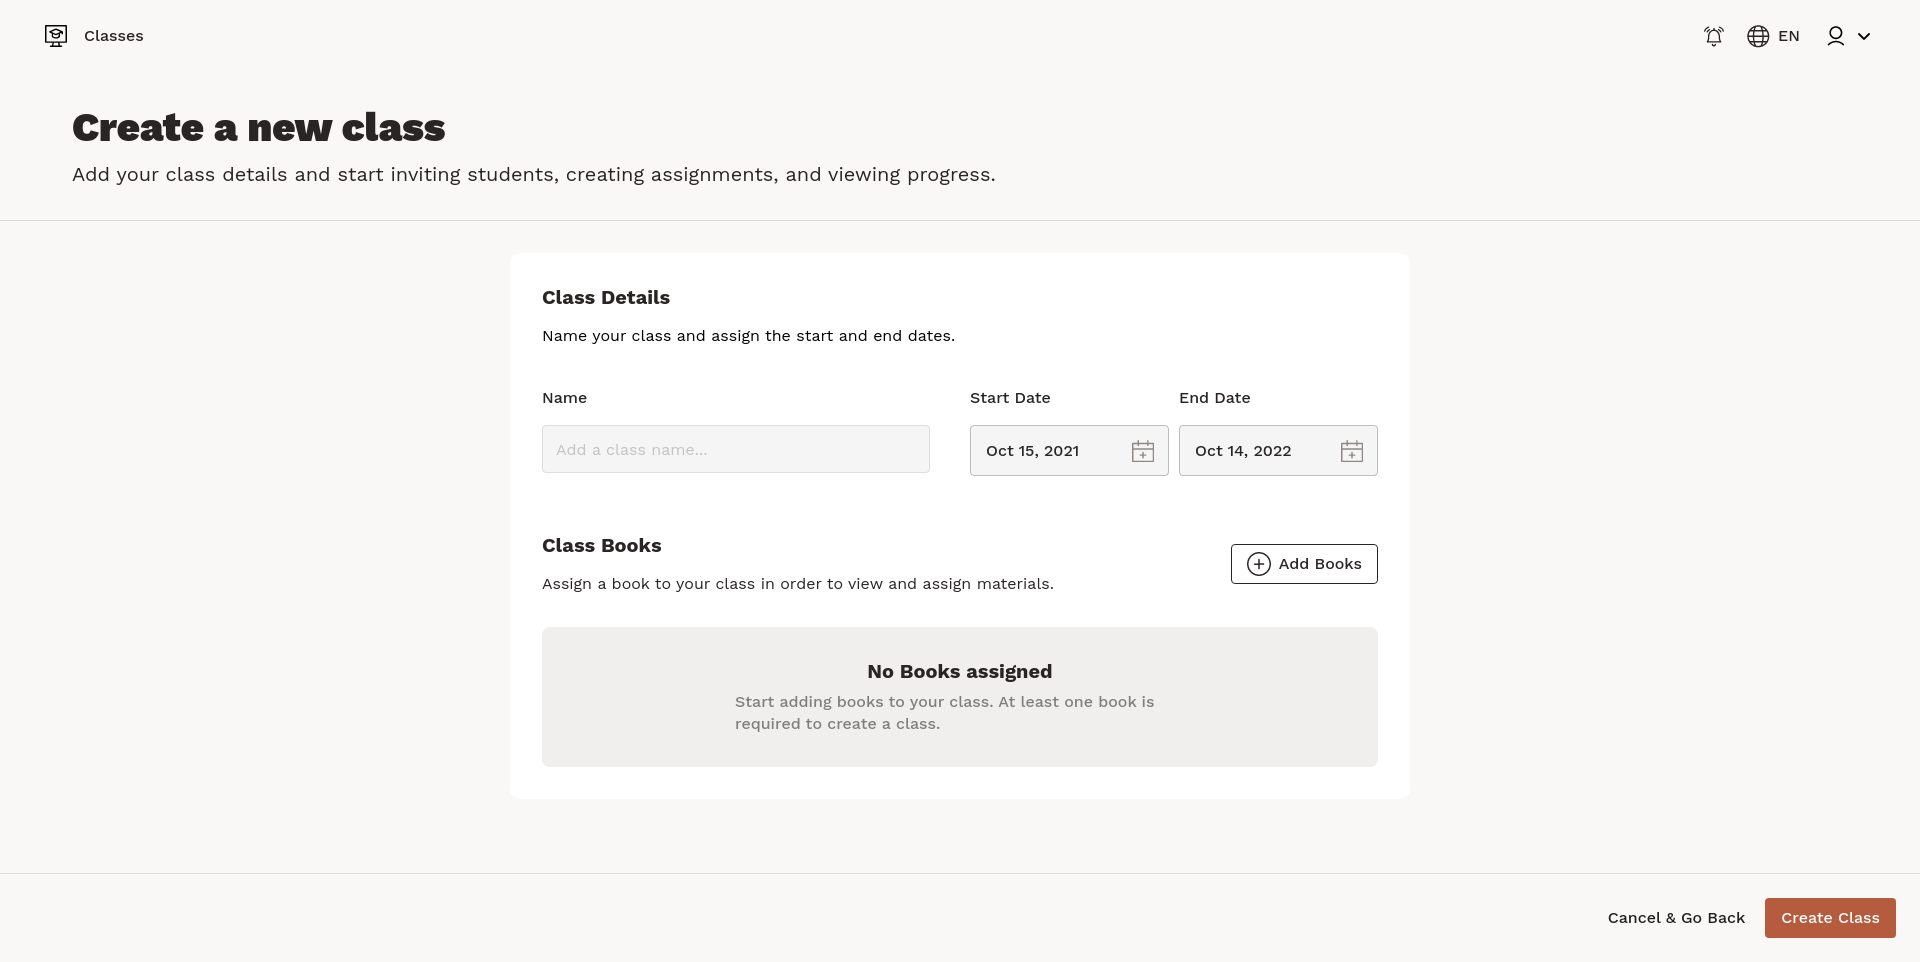 Classes
EN
Create a new class
Add your class details and start inviting students, creating assignments, and viewing progress.
Class Details
Name your class and assign the start and end dates.
Name
Start Date
End Date
Add a class name...
Oct 15, 2021
Oct 14, 2022
Class Books
Add Books
Assign a book to your class in order to view and assign materials.
No Books assigned
Start adding books to your class. At least one book is
required to create a class.
Cancel & Go Back
Create Class